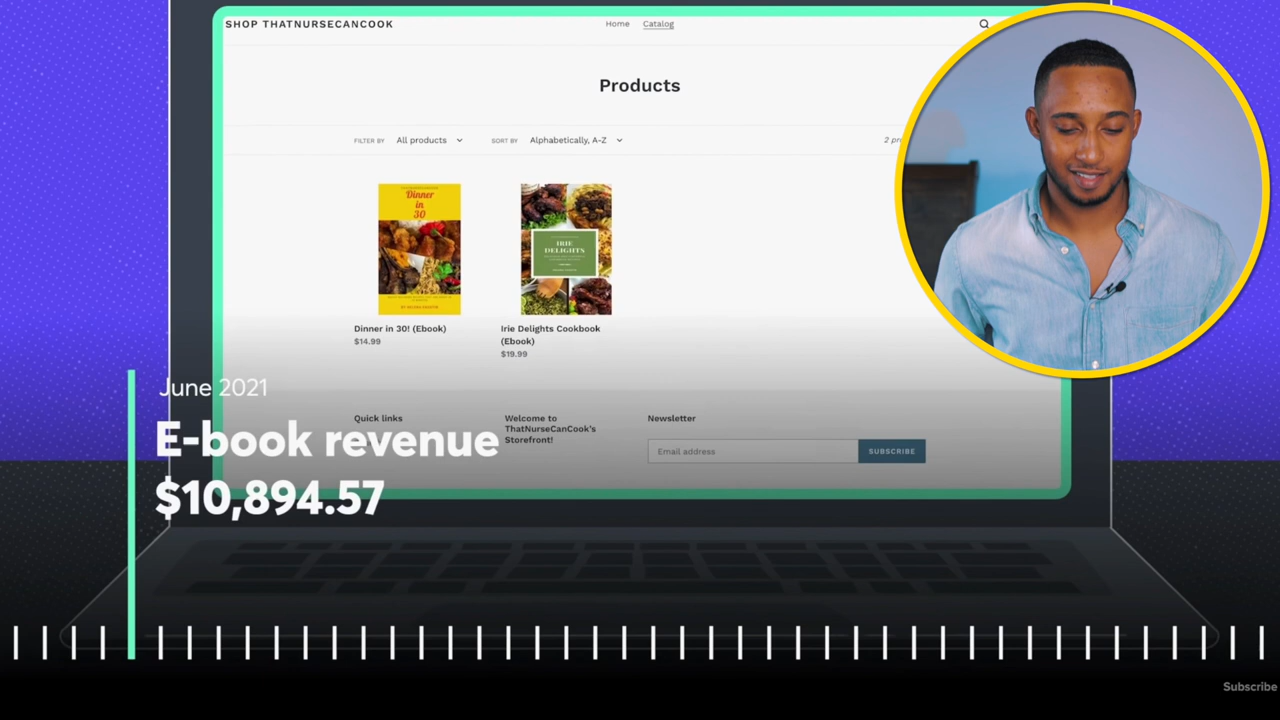 SHOP THATNURSECANCOOK
Home Catalog
Products
FILTER BY All products SORT BY Alphabetically, A-Z 2
Dinner
in
30
IRIE
DELIGHTS
Dinner in 30! (Ebook)
$14.99
Irie Delights Cookbook
(Ebook)
$19.99
June 2021
E-book revenue
$10,894.57
Quick links
Welcome to
ThatNurseCanCook's
Storefront!
Newsletter
Email address SUBSCRIBE
Subscribe